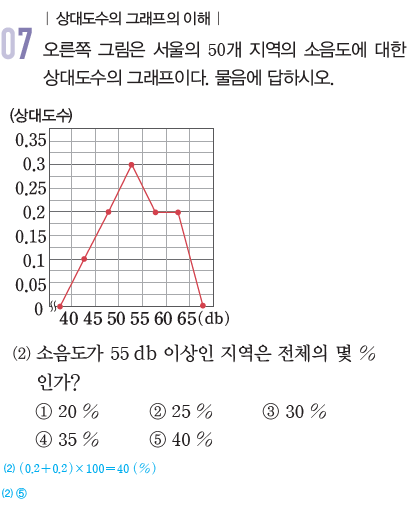 | 상대도수의 그래프의 이해 |
07 오른쪽 그림은 서울의 50개 지역의 소음도에 대한
상대도수의 그래프이다. 물음에 답하시오.
(상대도수)
0.35
0.3
0.25
0.2
0.15
0.1
0.05
0
40 45 50 55 60 65(db)
(2) 소음도가 55 db 이상인 지역은 전체의 몇 %
인가?
① 20 % ② 25 % ③ 30 %
④ 35 % ⑤ 40 %
(2) (0.2+0.2)×100=40 (%)
(2) ⑤